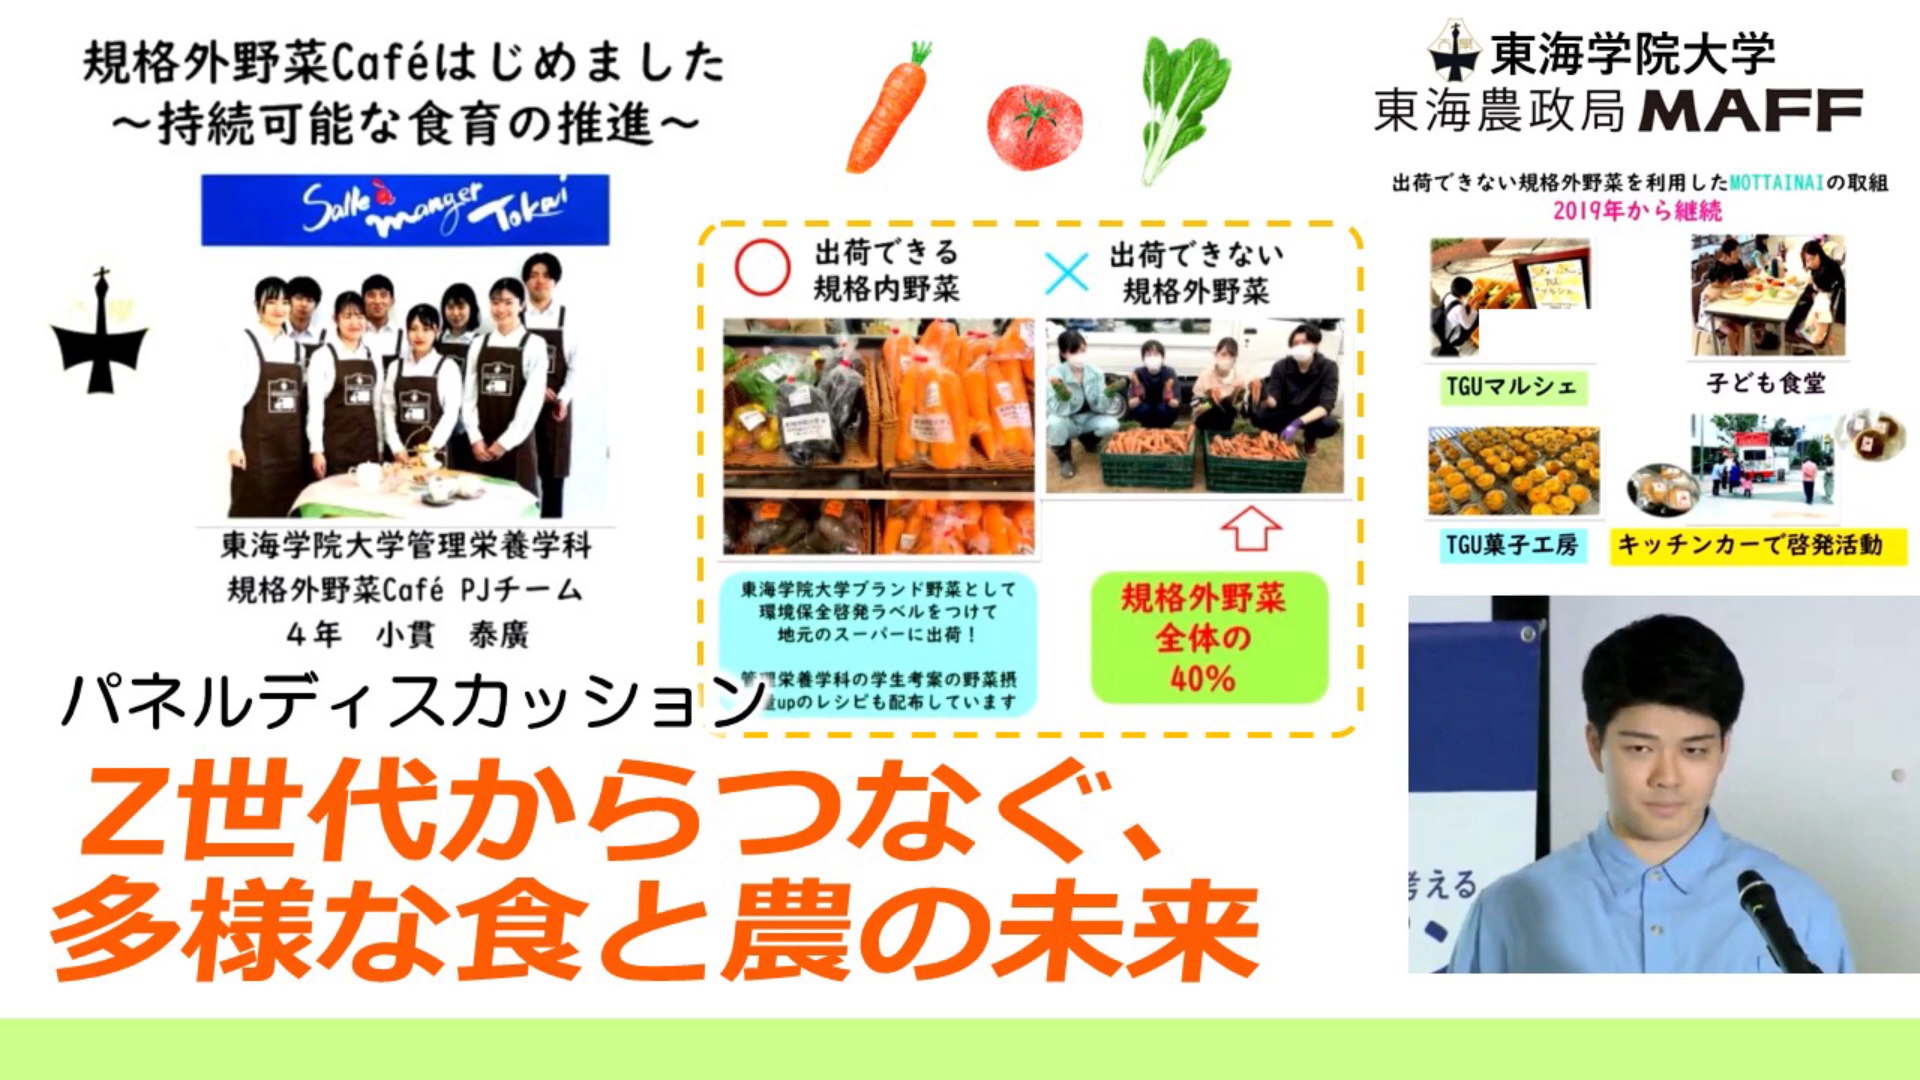 規格外野菜Caféはじめました
～持続可能な食育の推進～
Salle à manger Tokai
東海学院大学管理栄養学科
規格外野菜Café PJチーム
4年 小貫 泰廣
出荷できる
規格内野菜
出荷できない
規格外野菜
東海学院大学ブランド野菜として
環境保全啓発ラベルをつけて
地元のスーパーに出荷！
管理栄養学科の学生考案の野菜摂
量upのレシピも配布しています
規格外野菜
全体の
40%
東海学院大学
東海農政局 MAFF
出荷できない規格外野菜を利用したMOTTAINAIの取組
2019年から継続
TGUマルシェ
子ども食堂
TGU菓子工房
キッチンカーで啓発活動
パネルディスカッション
Z世代からつなぐ、
多様な食と農の未来
考える